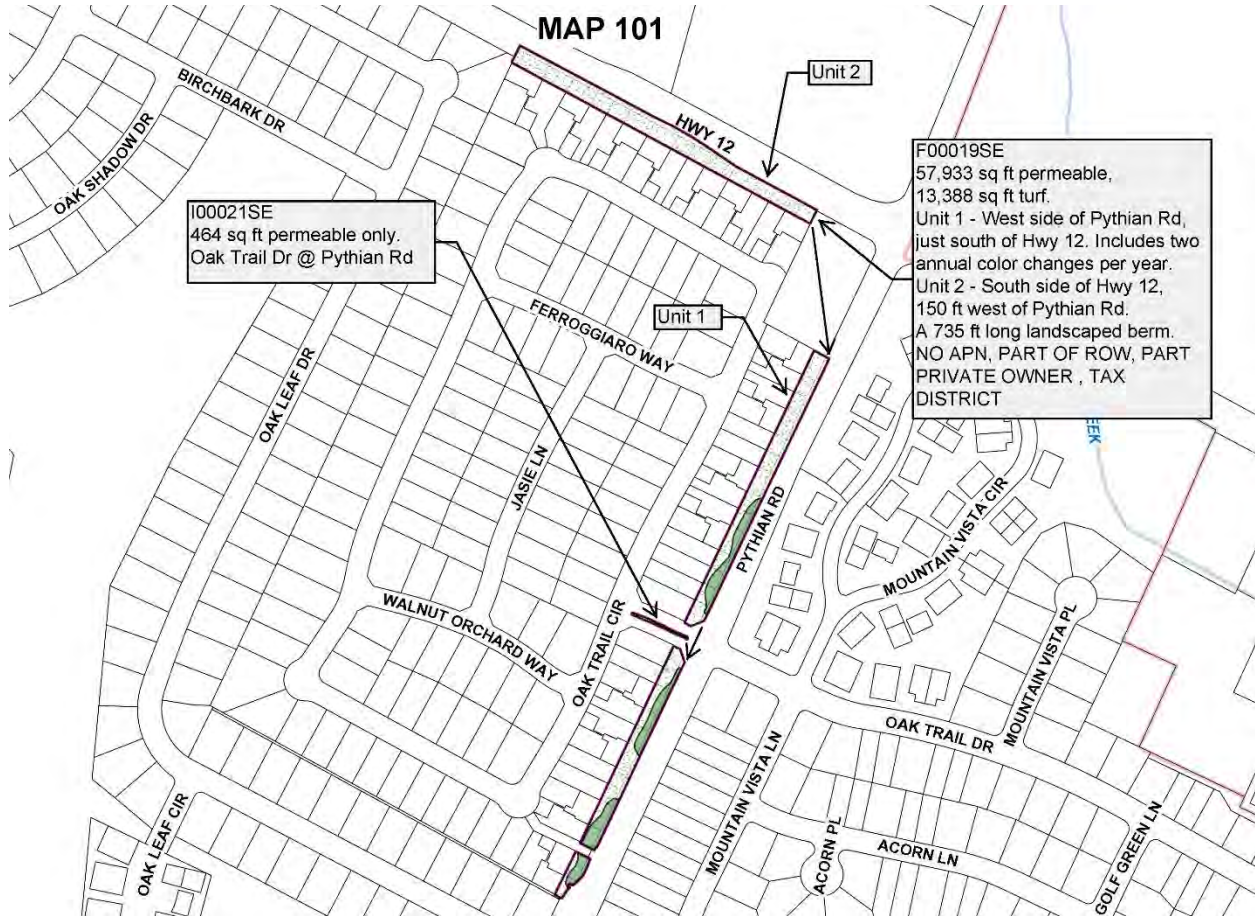 MAP 101
Unit 2
BIRCHBARK DR
HWY 12
OAK SHADOW DR
F00019SE
57,933 sq ft permeable,
13,388 sq ft turf.
Unit 1 - West side of Pythian Rd,
just south of Hwy 12. Includes two
annual color changes per year.
Unit 2 - South side of Hwy 12,
150 ft west of Pythian Rd.
A 735 ft long landscaped berm.
NO APN, PART OF ROW, PART
PRIVATE OWNER , TAX
DISTRICT
I00021SE
464 sq ft permeable only.
Oak Trail Dr @ Pythian Rd
Unit 1
FERROGGIARO WAY
OAK LEAF DR
EEK
JASIE LN
PYTHIAN RD
MOUNTAIN VISTA CIR
WALNUT ORCHARD WAY
OAK TRAIL CIR
MOUNTAIN VISTA PL
OAK TRAIL DR
MOUNTAIN VISTA LN
OAK LEAF CIR
ACORN PL
ACORN LN
GOLF GREEN LN